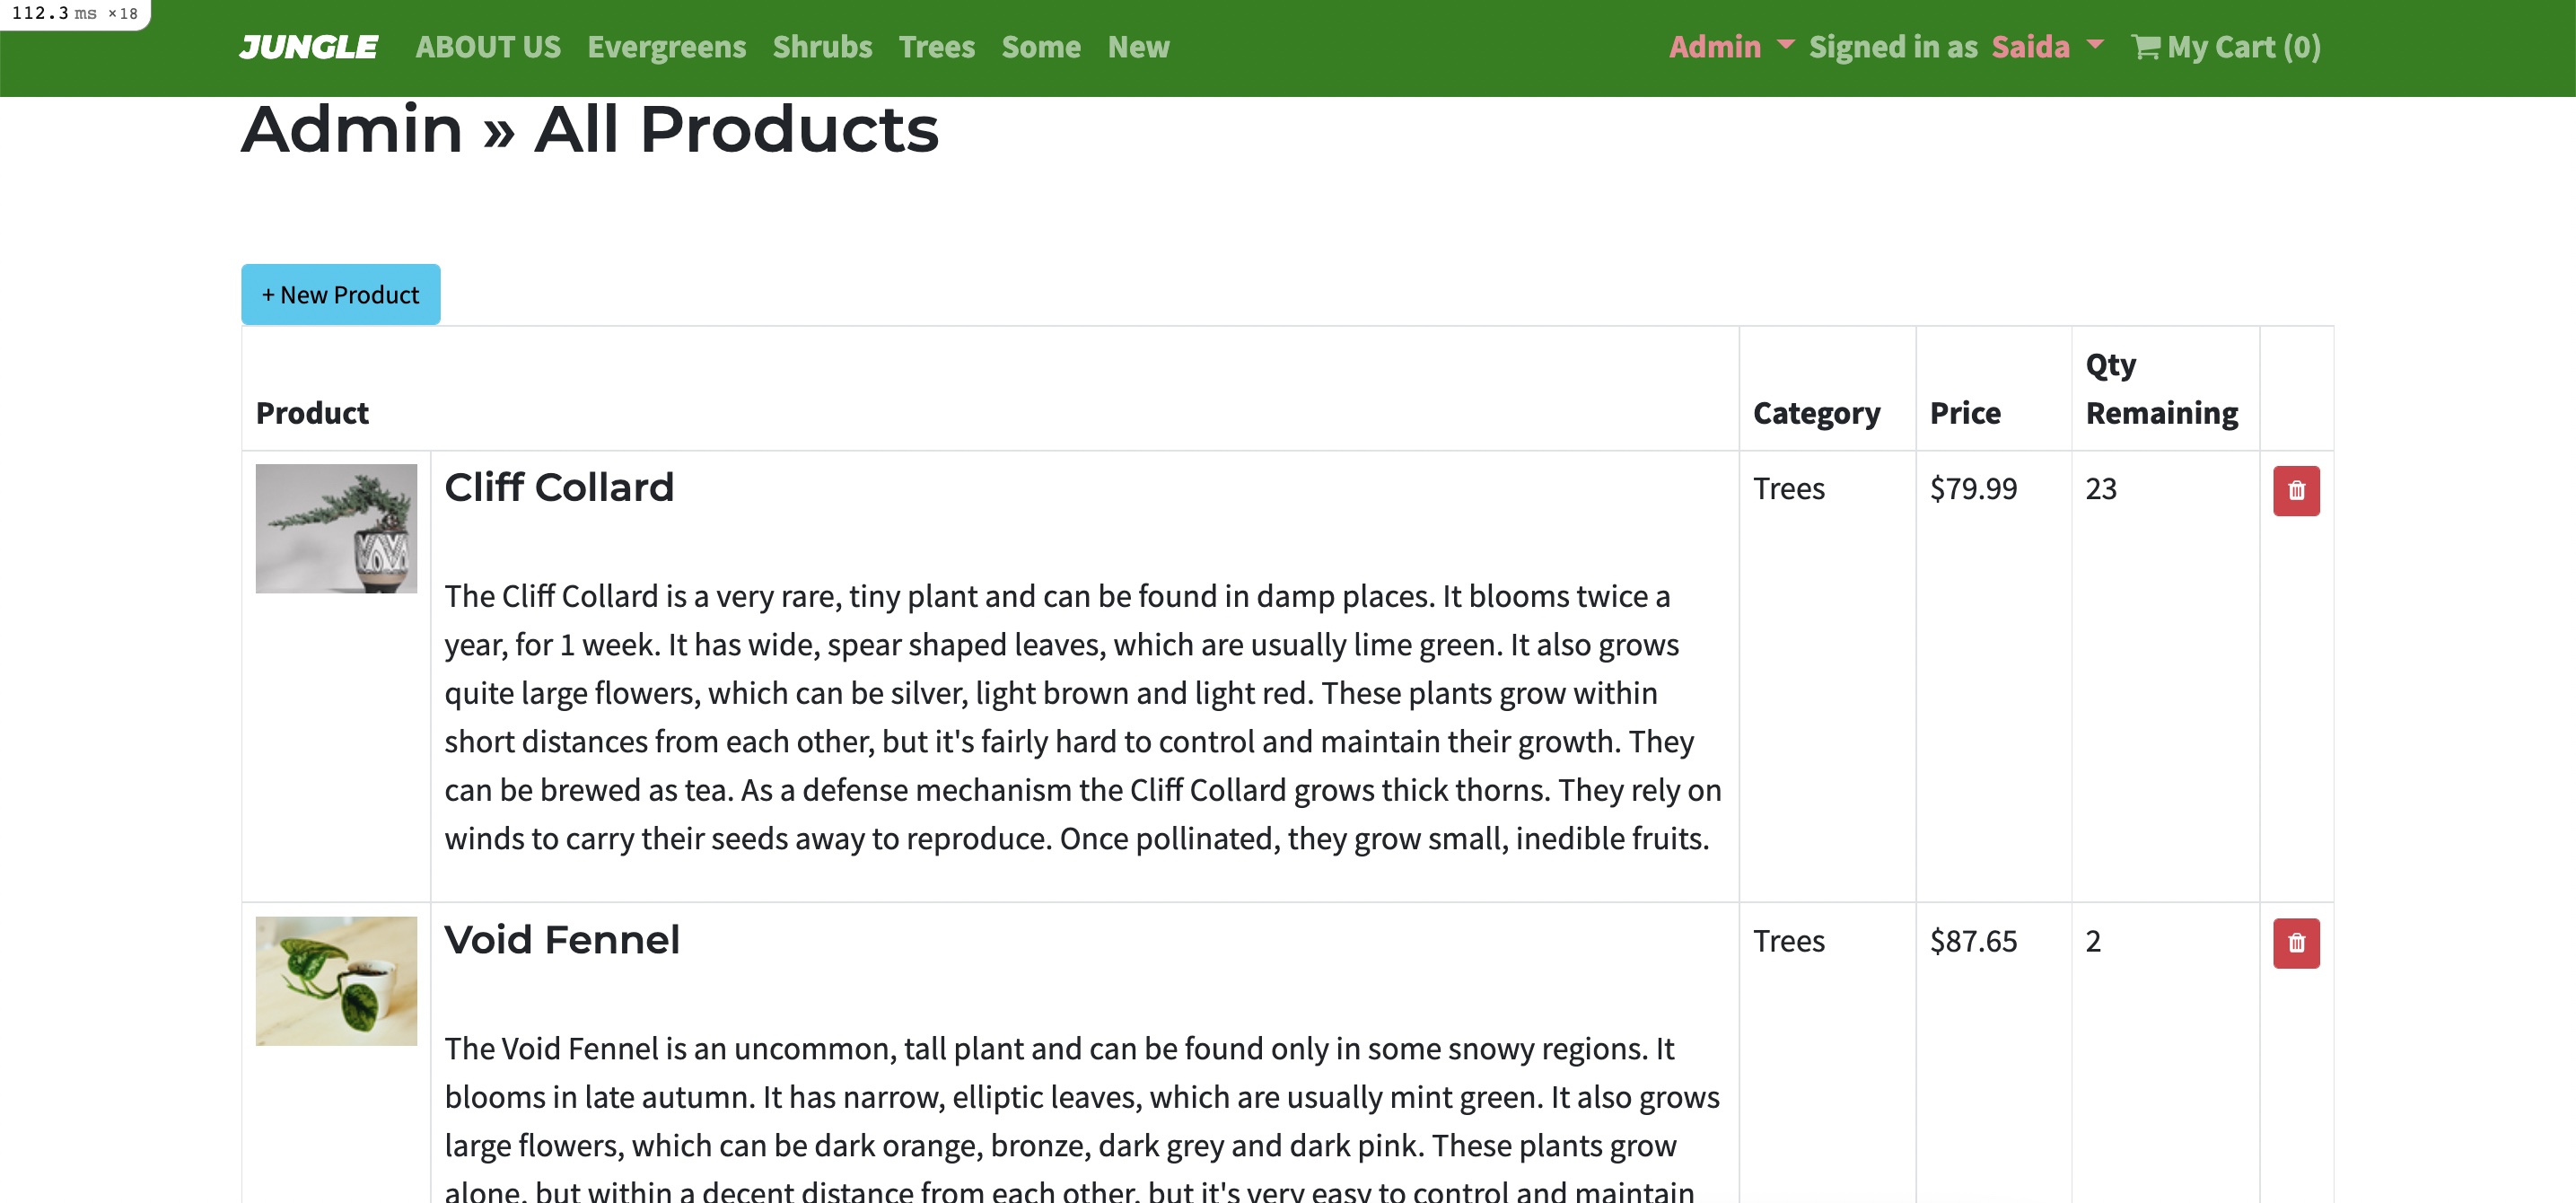 112.3 ms ×18
JUNGLE ABOUT US Evergreens Shrubs Trees Some New Admin Signed in as Saida My Cart (0)
Admin » All Products
+ New Product
Product Category Price Qty Remaining
Cliff Collard Trees $79.99 23
The Cliff Collard is a very rare, tiny plant and can be found in damp places. It blooms twice a
year, for 1 week. It has wide, spear shaped leaves, which are usually lime green. It also grows
quite large flowers, which can be silver, light brown and light red. These plants grow within
short distances from each other, but it's fairly hard to control and maintain their growth. They
can be brewed as tea. As a defense mechanism the Cliff Collard grows thick thorns. They rely on
winds to carry their seeds away to reproduce. Once pollinated, they grow small, inedible fruits.
Void Fennel Trees $87.65 2
The Void Fennel is an uncommon, tall plant and can be found only in some snowy regions. It
blooms in late autumn. It has narrow, elliptic leaves, which are usually mint green. It also grows
large flowers, which can be dark orange, bronze, dark grey and dark pink. These plants grow
alone, but within a decent distance from each other, but it's very easy to control and maintain